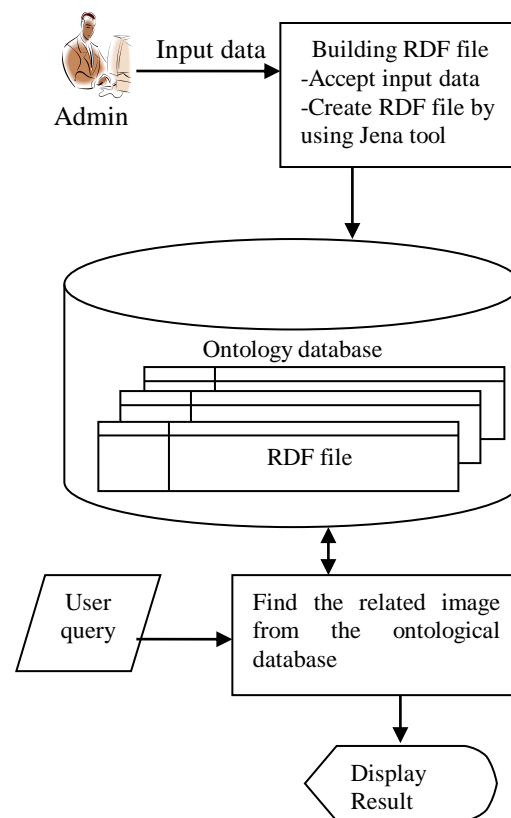 Input data
Admin
Building RDF file
-Accept input data
-Create RDF file by
using Jena tool
Ontology database
RDF file
User
query
Find the related image
from the ontological
database
Display
Result